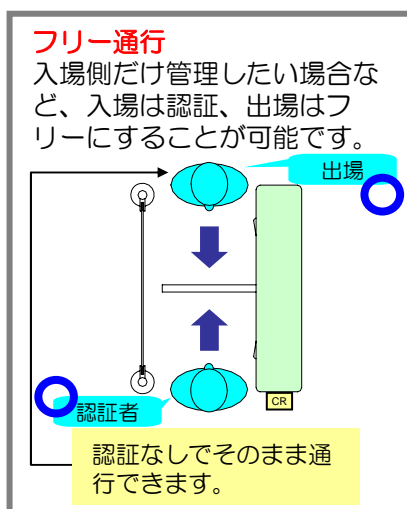 フリー通行
入場側だけ管理したい場合な
ど、入場は認証、出場はフ
リーにすることが可能です。
出場
認証者
CR
認証なしでそのまま通
行できます。